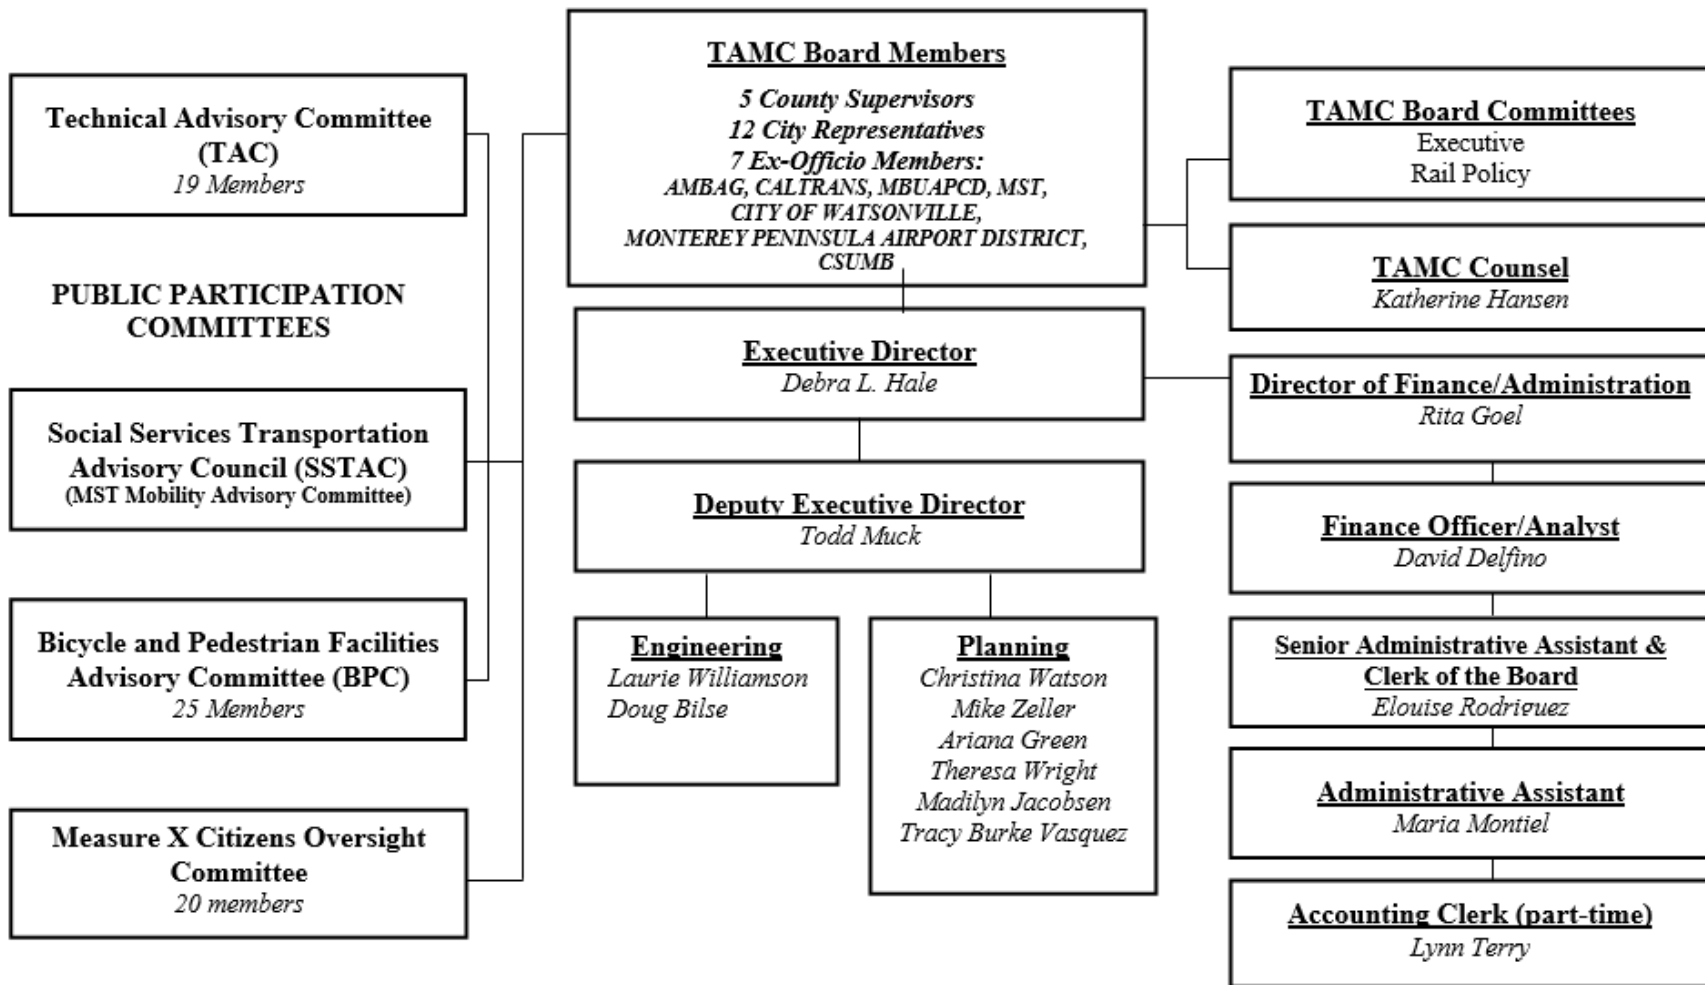 Technical Advisory Committee
(TAC)
19 Members
PUBLIC PARTICIPATION
COMMITTEES
Social Services Transportation
Advisory Council (SSTAC)
(MST Mobility Advisory Committee)
Bicycle and Pedestrian Facilities
Advisory Committee (BPC)
25 Members
Measure X Citizens Oversight
Committee
20 members
TAMC Board Members
5 County Supervisors
12 City Representatives
7 Ex-Officio Members:
AMBAG, CALTRANS, MBUAPCD, MST,
CITY OF WATSONVILLE,
MONTEREY PENINSULA AIRPORT DISTRICT,
CSUMB
Executive Director
Debra L. Hale
Deputy Executive Director
Todd Muck
Engineering
Laurie Williamson
Doug Bilse
Planning
Christina Watson
Mike Zeller
Ariana Green
Theresa Wright
Madilyn Jacobsen
Tracy Burke Vasquez
TAMC Board Committees
Executive
Rail Policy
TAMC Counsel
Katherine Hansen
Director of Finance/Administration
Rita Goel
Finance Officer/Analyst
David Delfino
Senior Administrative Assistant &
Clerk of the Board
Elouise Rodriguez
Administrative Assistant
Maria Montiel
Accounting Clerk (part-time)
Lynn Terry